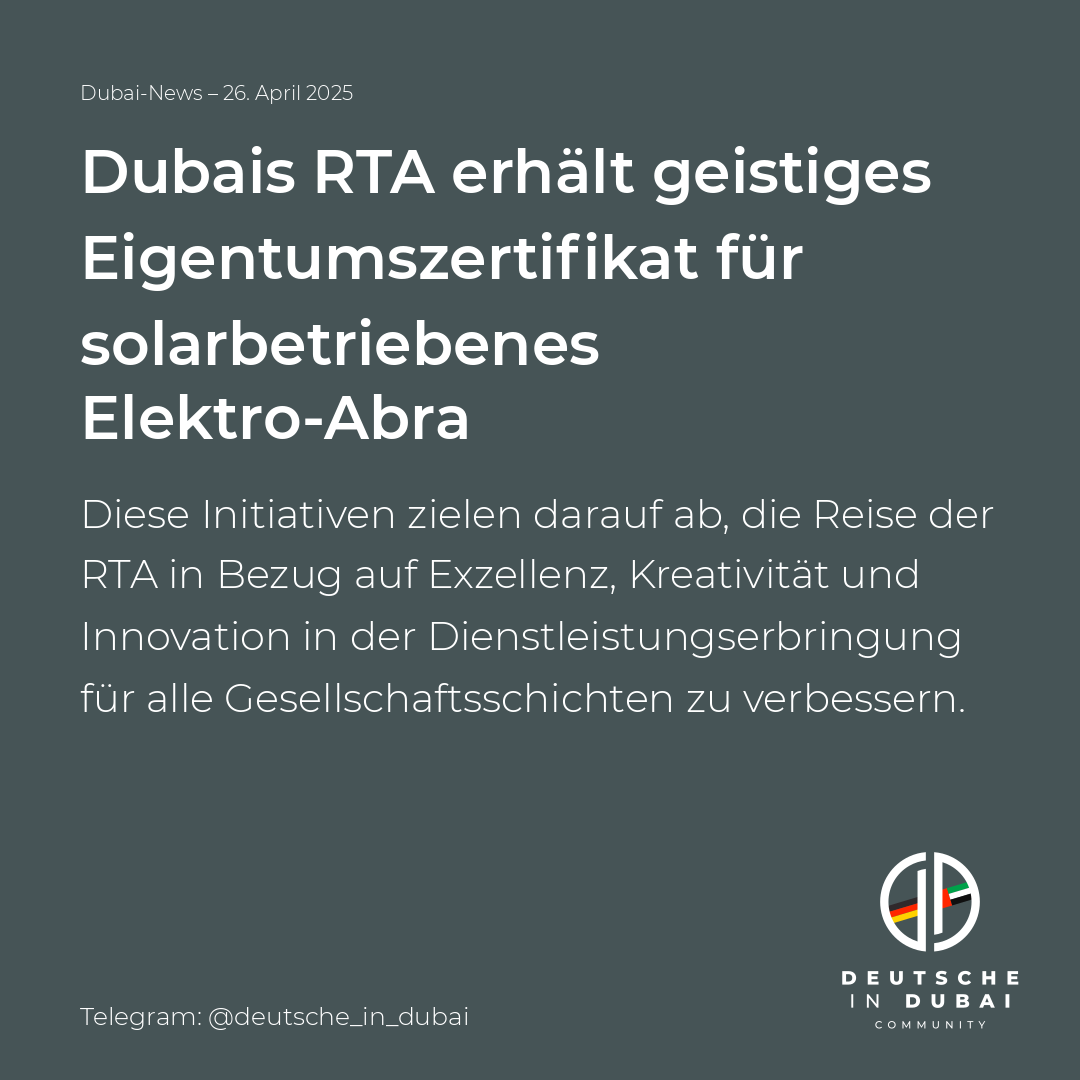 Dubai-News – 26. April 2025
Dubais RTA erhält geistiges
Eigentumszertifikat für
solarbetriebenes
Elektro-Abra
Diese Initiativen zielen darauf ab, die Reise der
RTA in Bezug auf Exzellenz, Kreativität und
Innovation in der Dienstleistungserbringung
für alle Gesellschaftsschichten zu verbessern.
DEUTSCHE
IN DUBAI
COMMUNITY
Telegram: @deutsche_in_dubai